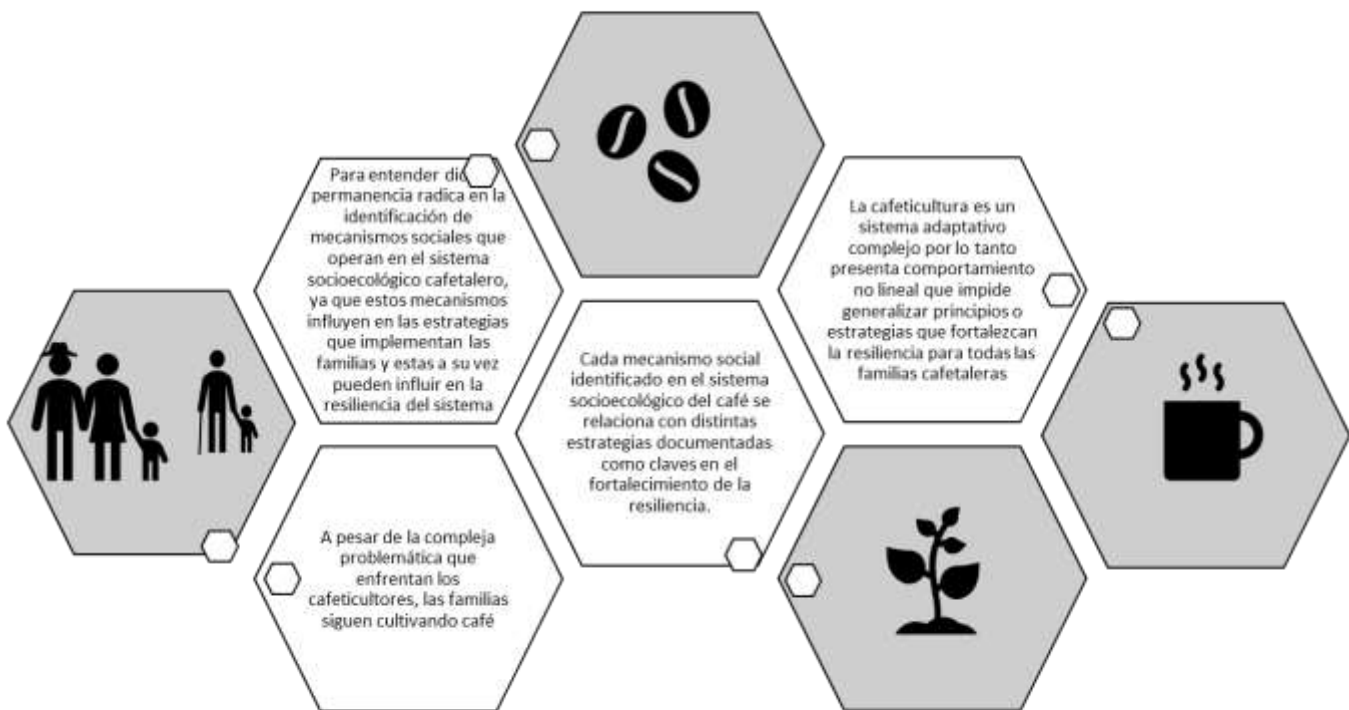 Para entender
permanencia radica en la
identificación de
mecanismos sociales que
operan en el sistema
socioecológico cafetalero,
ya que estos mecanismos
influyen en las estrategias
que implementan las
familias y estas a su vez
pueden influir en la
resiliencia del sistema
A pesar de la compleja
problemática que
enfrentan los
cafeticultores, las familias
siguen cultivando café
Cada mecanismo social
identificado en el sistema
socioecológico del café se
relaciona con distintas
estrategias documentadas
como claves en el
fortalecimiento de la
resiliencia.
La cafeticultura es un
sistema adaptativo
complejo por lo tanto
presenta comportamiento
no lineal que impide
generalizar principios o
estrategias que fortalezcan
la resiliencia para todas las
familias cafetaleras